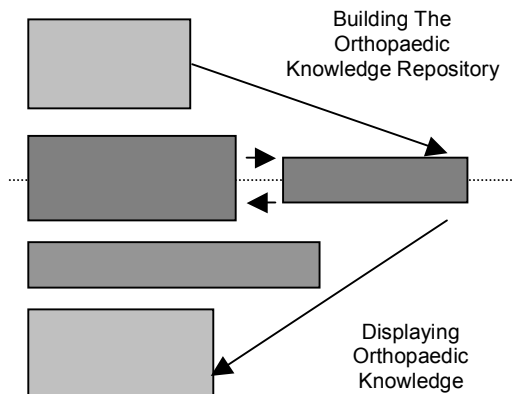 Building The
Orthopaedic
Knowledge Repository
Displaying
Orthopaedic
Knowledge